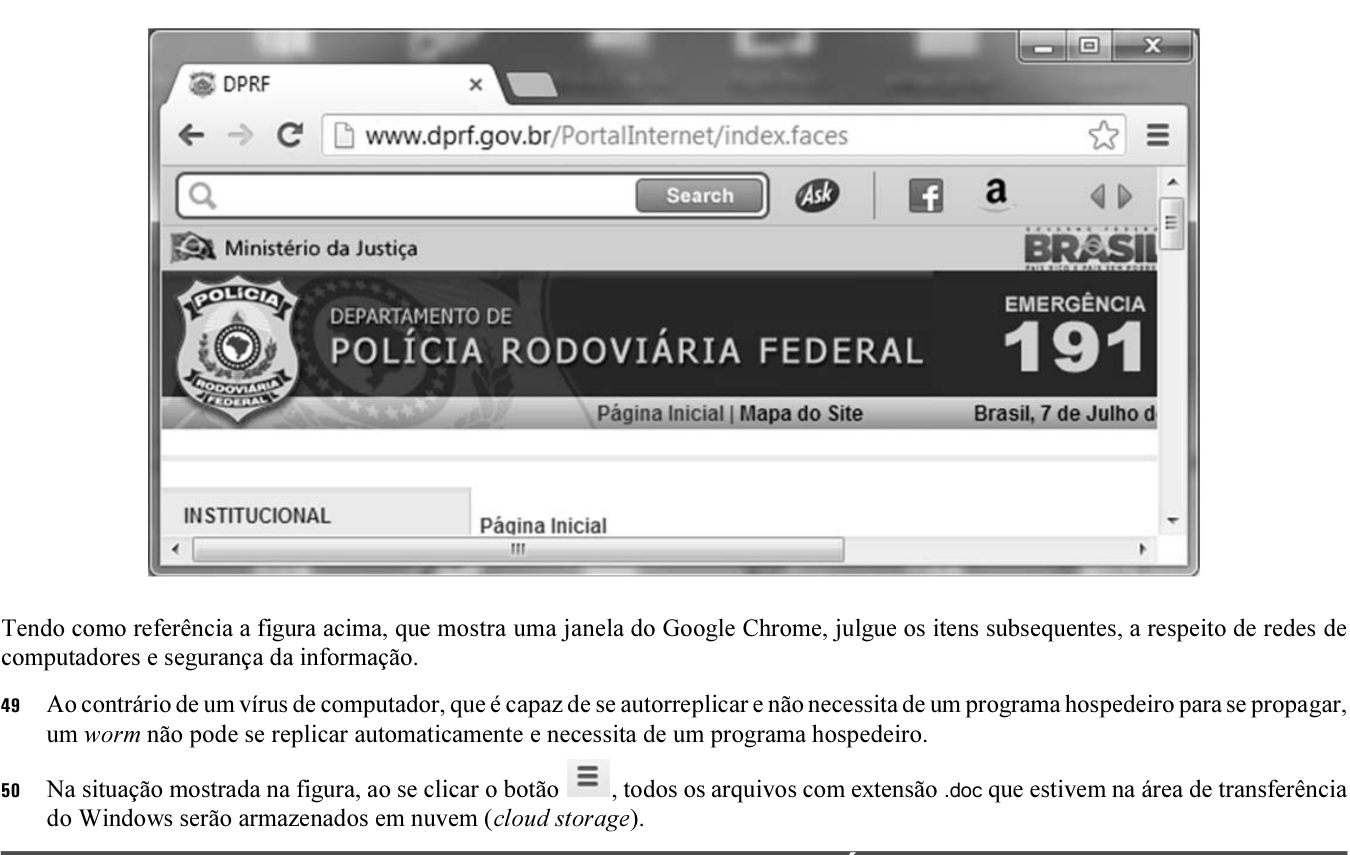 DPRF
www.dprf.gov.br/PortalInternet/index.faces
Search Ask f a
Ministério da Justiça
BRASIL
POLÍCIA
RODOVIÁRIA
FEDERAL
DEPARTAMENTO DE
POLÍCIA RODOVIÁRIA FEDERAL
EMERGÊNCIA
191
Página Inicial | Mapa do Site Brasil, 7 de Julho d
INSTITUCIONAL
Página Inicial
Tendo como referência a figura acima, que mostra uma janela do Google Chrome, julgue os itens subsequentes, a respeito de redes de
computadores e segurança da informação.
49 Ao contrário de um vírus de computador, que é capaz de se autorreplicar e não necessita de um programa hospedeiro para se propagar,
um worm não pode se replicar automaticamente e necessita de um programa hospedeiro.
50 Na situação mostrada na figura, ao se clicar o botão , todos os arquivos com extensão .doc que estivem na área de transferência
do Windows serão armazenados em nuvem (cloud storage).